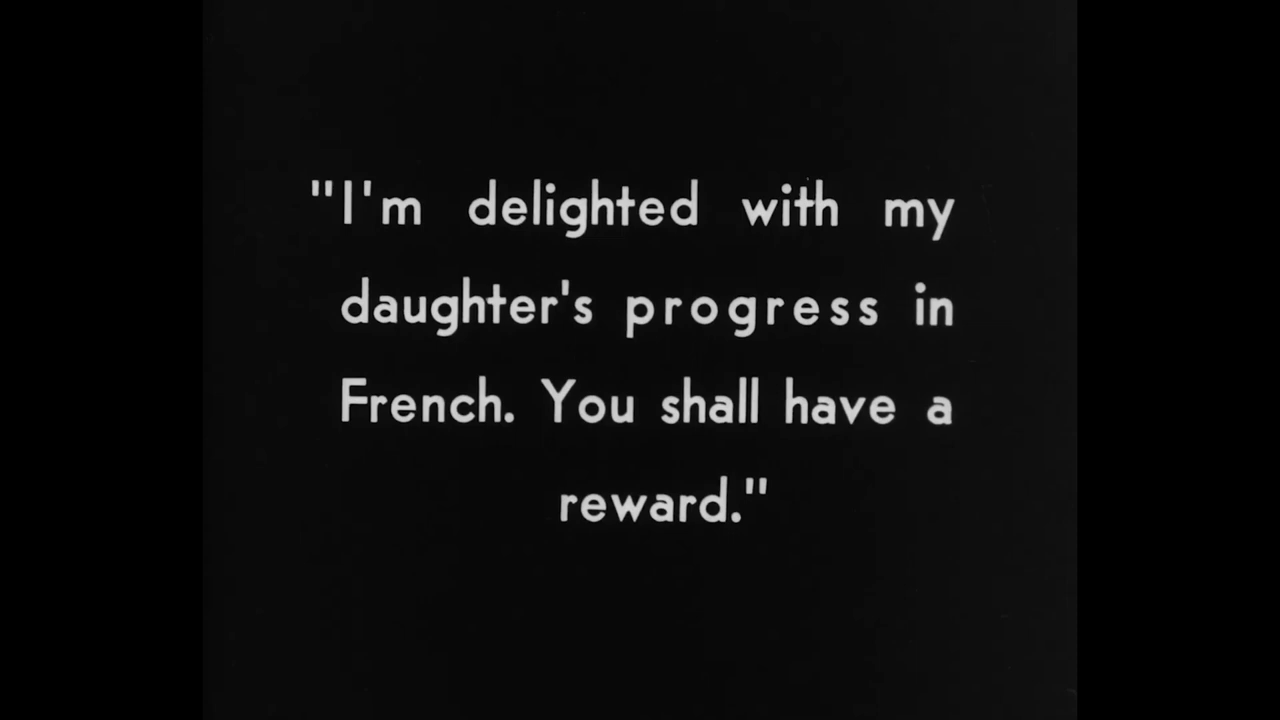 "I'm delighted with my
daughter's progress in
French. You shall have a
reward."